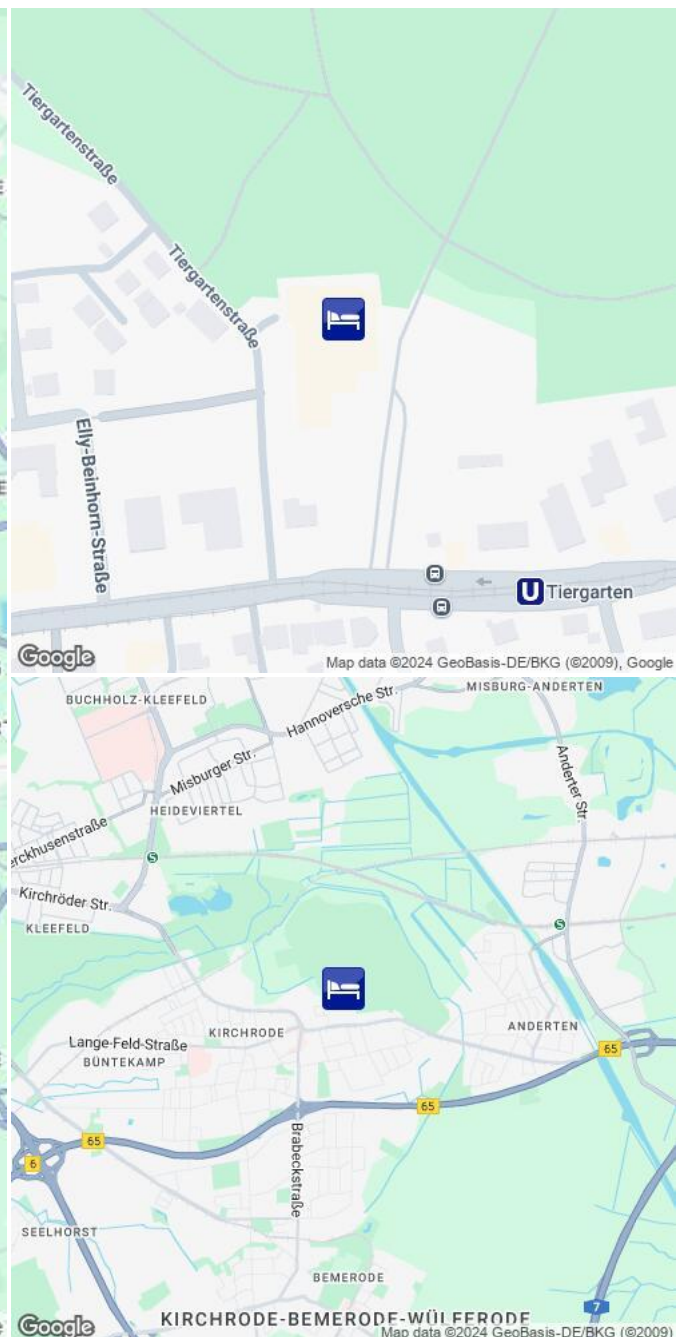 Tiergartenstraße
Tiergartenstraße
Elly-Beinhorn-Straße
U Tiergarten
Google
Map data ©2024 GeoBasis-DE/BKG (©2009), Google
BUCHHOLZ-KLEEFELD
MISBURG-ANDERTEN
Hannoversche Str.
Misburger Str.
Anderter Str.
HEIDEVIERTEL
erckhusenstraße
S
Kirchröder Str.
S
KLEEFELD
KIRCHRODE
ANDERTEN
Lange-Feld-Straße
BÜNTEKAMP
65
65
65
6
Brabeckstraße
SEELHORST
BEMERODE
7
KIRCHRODE-BEMERODE-WÜLFERODE
Google
Map data ©2024 GeoBasis-DE/BKG (©2009)